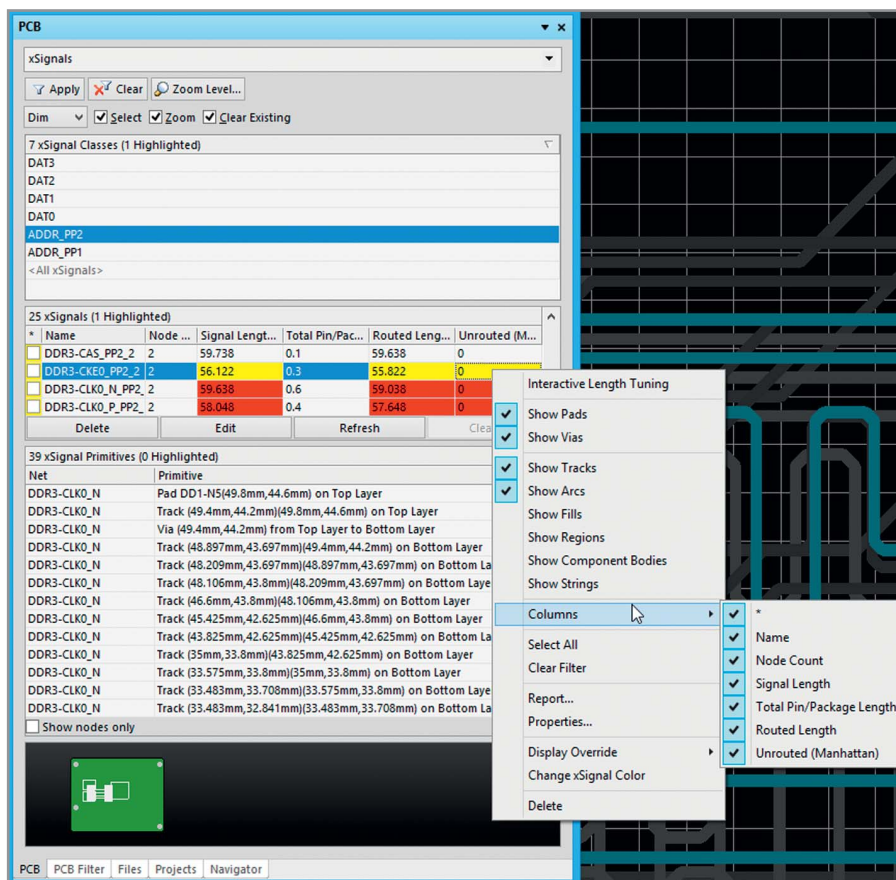 PCB
xSignals
Apply Clear Zoom Level...
Dim Select Zoom Clear Existing
7 xSignal Classes (1 Highlighted)
DAT3
DAT2
DAT1
DAT0
ADDR_PP2
ADDR_PP1
<All xSignals>
25 xSignals (1 Highlighted)
* Name Node ... Signal Lengt... Total Pin/Pac... Routed Leng... Unrouted (M...
DDR3-CAS_PP2_2 2 59.738 0.1 59.638 0
DDR3-CKE0_PP2_2 2 56.122 0.3 55.822 0
DDR3-CLK0_N_PP2_ 2 59.638 0.6 59.038 0
DDR3-CLK0_P_PP2_ 2 58.048 0.4 57.648 0
Delete Edit Refresh Clea
39 xSignal Primitives (0 Highlighted)
Net Primitive
DDR3-CLK0_N Pad DD1-N5(49.8mm,44.6mm) on Top Layer
DDR3-CLK0_N Track (49.4mm,44.2mm)(49.8mm,44.6mm) on Top Layer
DDR3-CLK0_N Via (49.4mm,44.2mm) from Top Layer to Bottom Layer
DDR3-CLK0_N Track (48.897mm,43.697mm)(49.4mm,44.2mm) on Bottom Layer
DDR3-CLK0_N Track (48.209mm,43.697mm)(48.897mm,43.697mm) on Bottom La
DDR3-CLK0_N Track (48.106mm,43.8mm)(48.209mm,43.697mm) on Bottom Laye
DDR3-CLK0_N Track (46.6mm,43.8mm)(48.106mm,43.8mm) on Bottom Layer
DDR3-CLK0_N Track (45.425mm,42.625mm)(46.6mm,43.8mm) on Bottom Layer
DDR3-CLK0_N Track (43.825mm,42.625mm)(45.425mm,42.625mm) on Bottom La
DDR3-CLK0_N Track (35mm,33.8mm)(43.825mm,42.625mm) on Bottom Layer
DDR3-CLK0_N Track (33.575mm,33.8mm)(35mm,33.8mm) on Bottom Layer
DDR3-CLK0_N Track (33.483mm,33.708mm)(33.575mm,33.8mm) on Bottom Laye
DDR3-CLK0_N Track (33.483mm,32.841mm)(33.483mm,33.708mm) on Bottom La
Show nodes only
PCB PCB Filter Files Projects Navigator
Interactive Length Tuning
Show Pads
Show Vias
Show Tracks
Show Arcs
Show Fills
Show Regions
Show Component Bodies
Show Strings
Columns
Select All
Clear Filter
Report...
Properties...
Display Override
Change xSignal Color
Delete
*
Name
Node Count
Signal Length
Total Pin/Package Length
Routed Length
Unrouted (Manhattan)